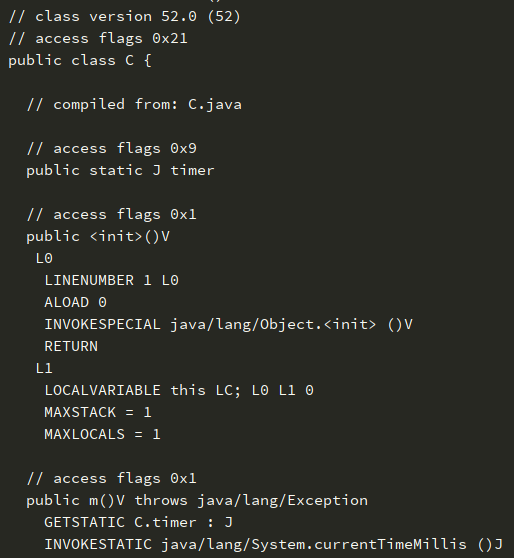 // class version 52.0 (52)
// access flags 0x21
public class C {
// compiled from: C.java
// access flags 0x9
public static J timer
// access flags 0x1
public <init>()V
L0
LINENUMBER 1 L0
ALOAD 0
INVOKESPECIAL java/lang/Object.<init> ()V
RETURN
L1
LOCALVARIABLE this LC; L0 L1 0
MAXSTACK = 1
MAXLOCALS = 1
// access flags 0x1
public m()V throws java/lang/Exception
GETSTATIC C.timer : J
INVOKESTATIC java/lang/System.currentTimeMillis ()J